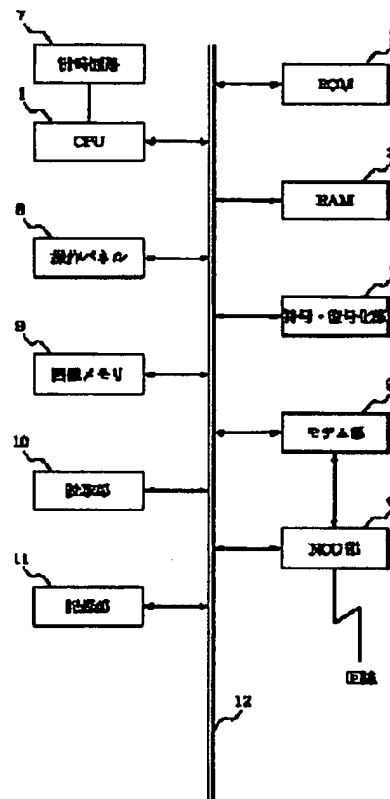 7
計時回路
1
CPU
ROM
RAM
8
操作パネル
符号・復号化部
9
画像メモリ
モデム部
10
読取部
NCU部
11
記録部
回線
12